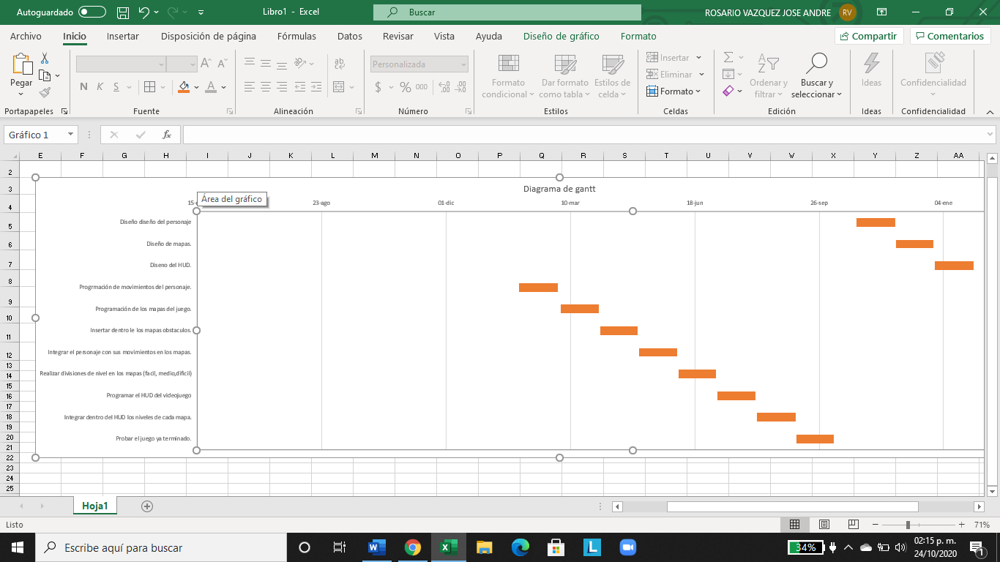 Autoguardado
Libro1 - Excel
Buscar
ROSARIO VAZQUEZ JOSE ANDRE
RV
Archivo
Inicio
Insertar
Disposición de página
Fórmulas
Datos
Revisar
Vista
Ayuda
Diseño de gráfico
Formato
Compartir
Comentarios
Pegar
Portapapeles
N K S
A
Fuente
ab
Alineación
Personalizada
$ % 000
Número
Formato condicional
Dar formato como tabla
Estilos de celda
Estilos
Insertar
Eliminar
Formato
Celdas
Ordenar y filtrar
Buscar y seleccionar
Edición
Ideas
Ideas
Confidencialidad
Confidencialidad
Gráfico 1
fx
E F G H I J K L M N O P Q R S T U V W X Y Z AA
2
3
4
5
6
7
8
9
10
11
12
13
14
15
16
17
18
19
20
21
22
23
24
25
Diagrama de gantt
15-
Área del gráfico
23-ago
01-dic
10-mar
18-jun
26-sep
04-ene
Diseño diseño del personaje
Diseño de mapas.
Diseno del HUD.
Progrmación de movimientos del personaje.
Programación de los mapas del juego.
Insertar dentro le los mapas obstaculos.
Integrar el personaje con sus movimientos en los mapas.
Realizar divisiones de nivel en los mapas (facil, medio,dificil)
Programar el HUD del videojuego
Integrar dentro del HUD los niveles de cada mapa.
Probar el juego ya terminado.
Hoja1
Listo
71%
Escribe aquí para buscar
34%
02:15 p. m.
24/10/2020
1